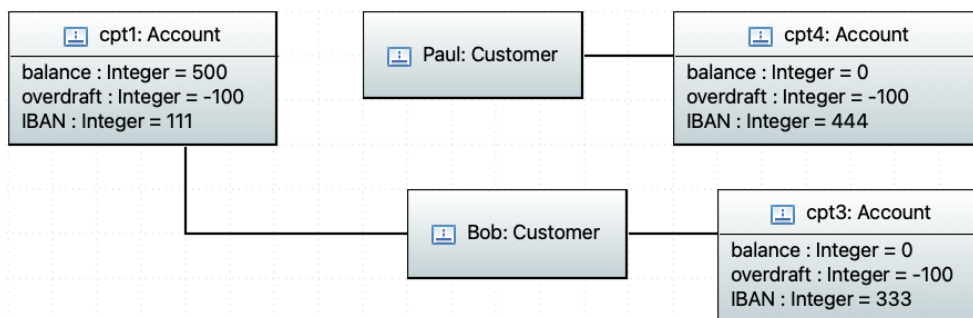 cpt1: Account
balance : Integer = 500
overdraft : Integer = -100
IBAN : Integer = 111
Paul: Customer
cpt4: Account
balance : Integer = 0
overdraft : Integer = -100
IBAN : Integer = 444
Bob: Customer
cpt3: Account
balance : Integer = 0
overdraft : Integer = -100
IBAN : Integer = 333